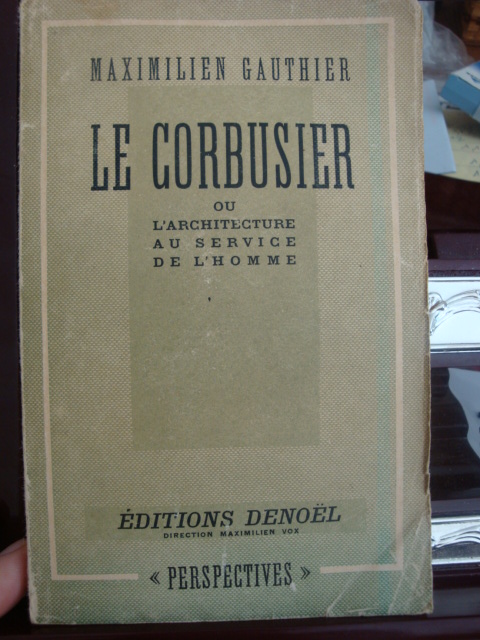 MAXIMILIEN GAUTHIER
LE CORBUSIER
OU
L'ARCHITECTURE
AU SERVICE
DE L'HOMME
ÉDITIONS DENOËL
DIRECTION MAXIMILIEN VOX
« PERSPECTIVES »